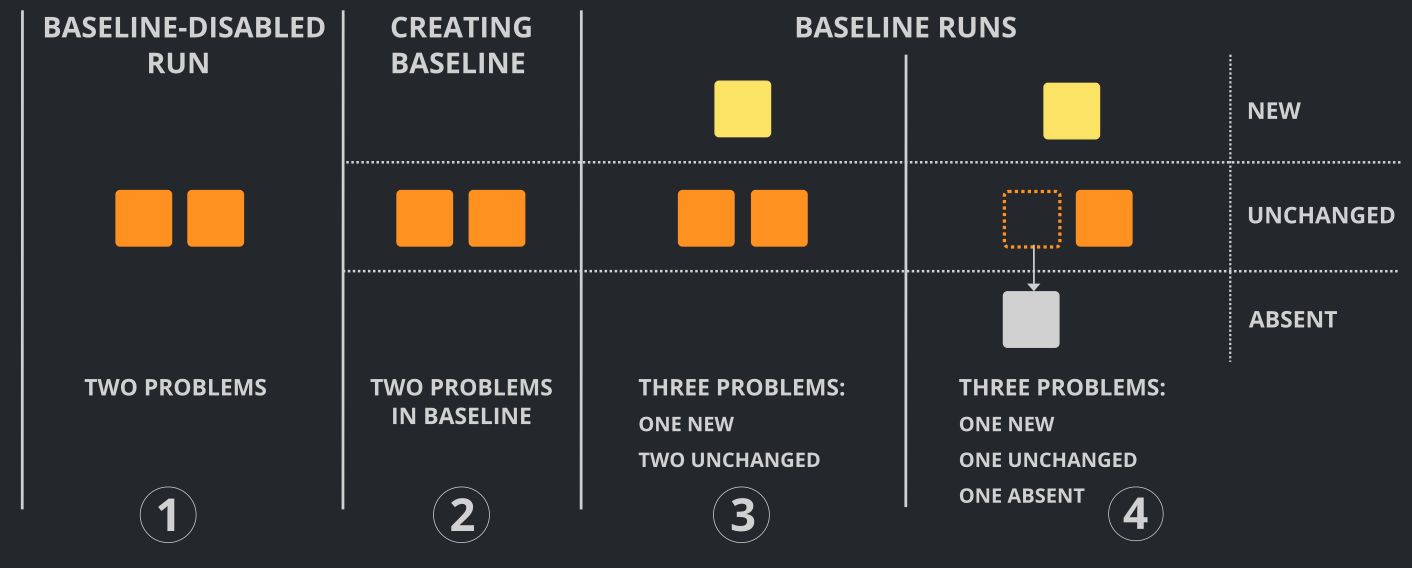 BASELINE-DISABLED
RUN
CREATING
BASELINE
BASELINE RUNS
NEW
UNCHANGED
ABSENT
TWO PROBLEMS
TWO PROBLEMS
IN BASELINE
THREE PROBLEMS:
ONE NEW
TWO UNCHANGED
THREE PROBLEMS:
ONE NEW
ONE UNCHANGED
ONE ABSENT
1
2
3
4